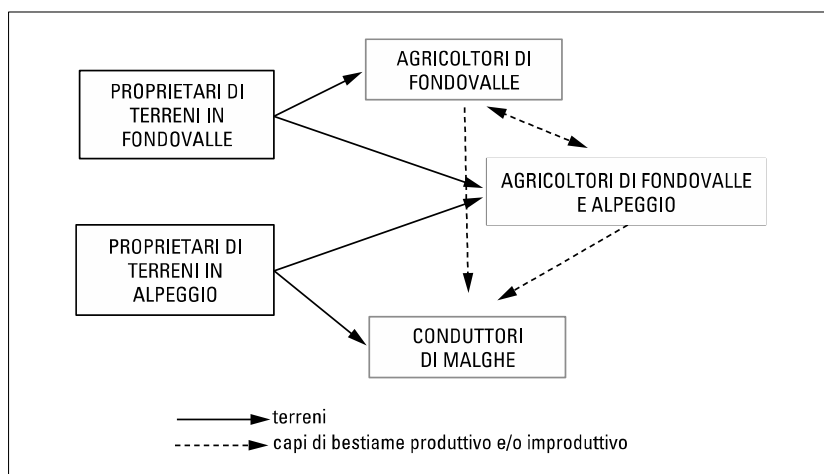 PROPRIETARI DI
TERRENI IN
FONDOVALLE
AGRICOLTORI DI
FONDOVALLE
AGRICOLTORI DI FONDOVALLE
E ALPEGGIO
PROPRIETARI DI
TERRENI IN
ALPEGGIO
CONDUTTORI
DI MALGHE
terreni
capi di bestiame produttivo e/o improduttivo